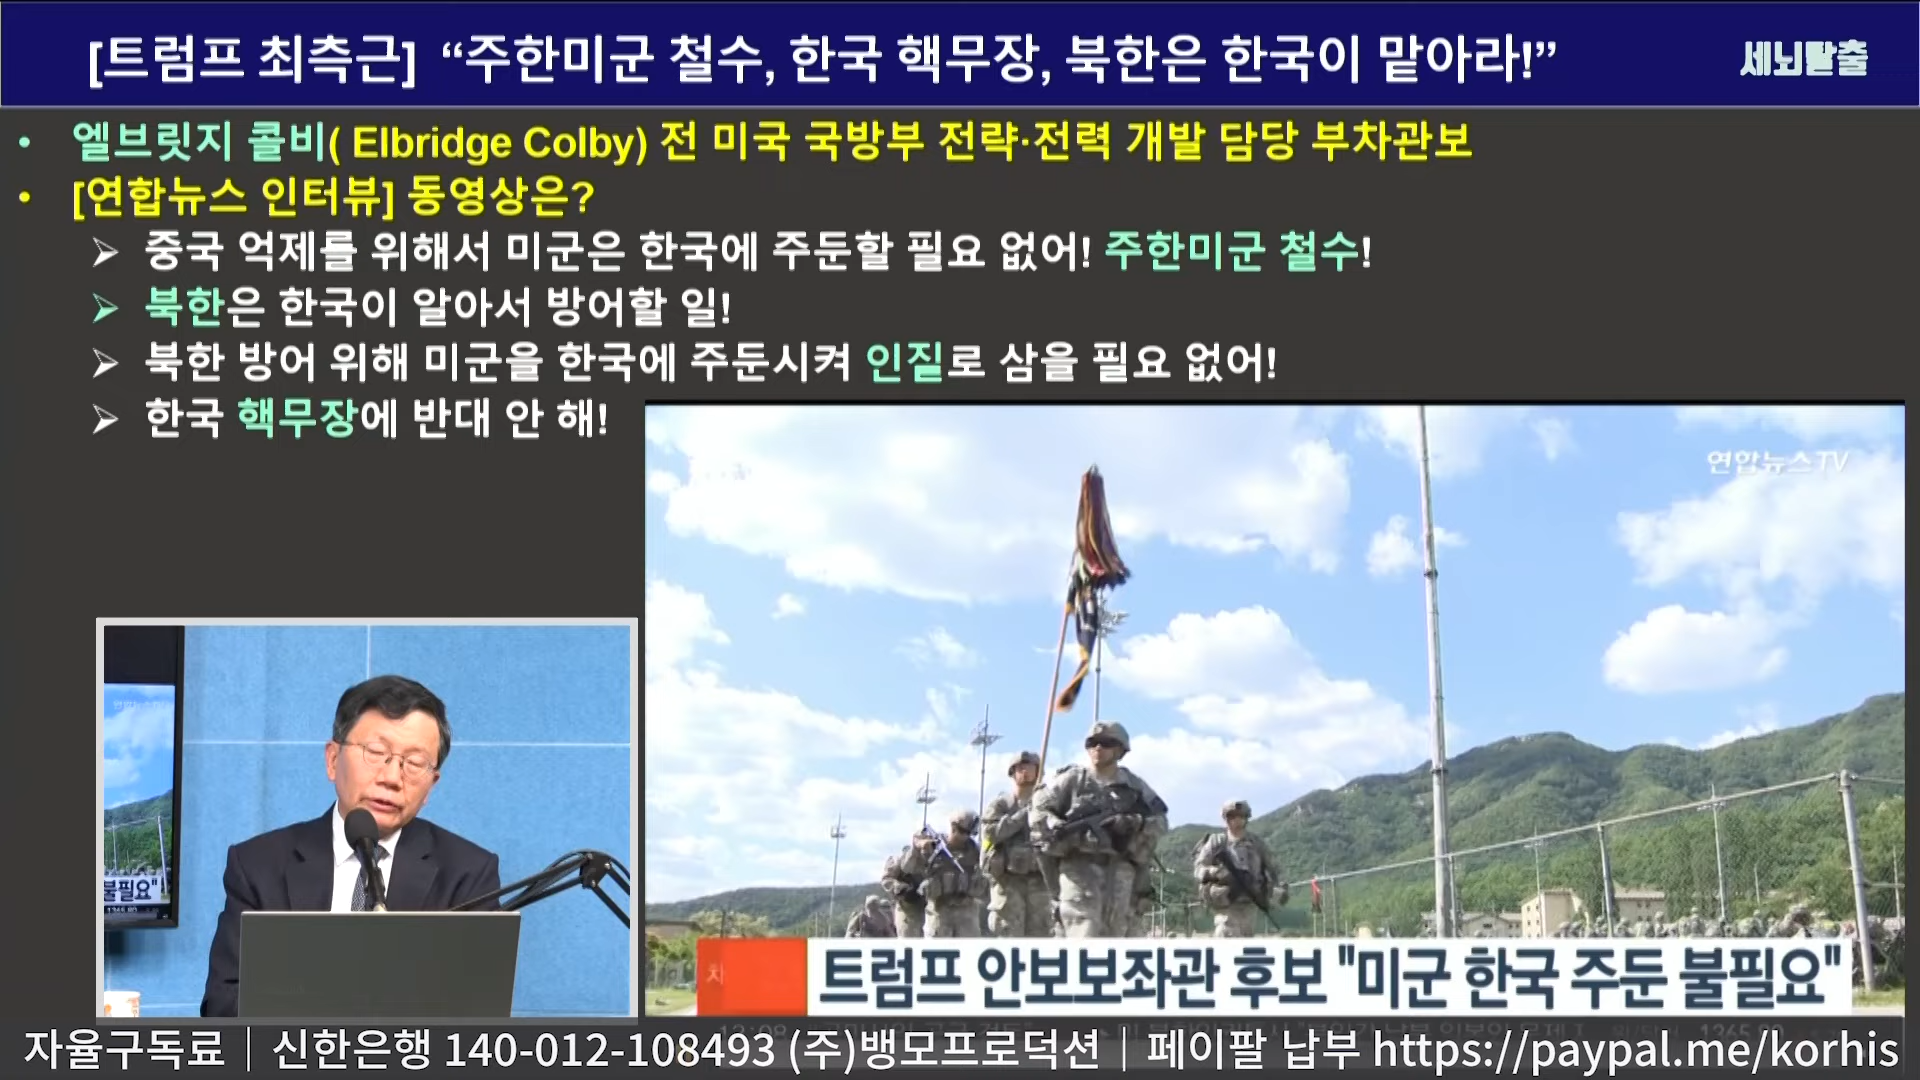 [트럼프 최측근] “주한미군 철수, 한국 핵무장, 북한은 한국이 맡아라!”
세뇌탈출
• 엘브릿지 콜비( Elbridge Colby) 전 미국 국방부 전략·전력 개발 담당 부차관보
• [연합뉴스 인터뷰] 동영상은?
➢ 중국 억제를 위해서 미군은 한국에 주둔할 필요 없어! 주한미군 철수!
➢ 북한은 한국이 알아서 방어할 일!
➢ 북한 방어 위해 미군을 한국에 주둔시켜 인질로 삼을 필요 없어!
➢ 한국 핵무장에 반대 안 해!
연합뉴스TV
불필요"
트럼프 안보보좌관 후보 "미군 한국 주둔 불필요"
자율구독료 | 신한은행 140-012-108493 (주)뱅모프로덕션 | 페이팔 납부 https://paypal.me/korhis